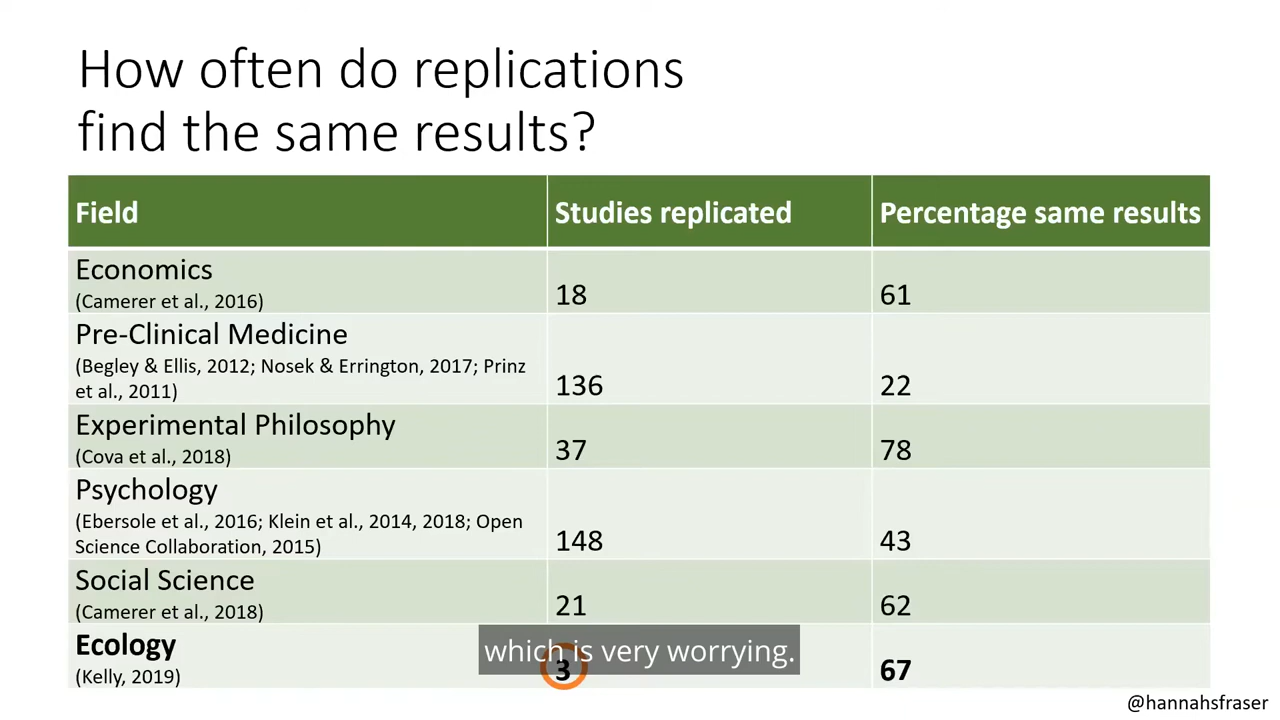 How often do replications
find the same results?
Field Studies replicated Percentage same results
Economics
(Camerer et al., 2016) 18 61
Pre-Clinical Medicine
(Begley & Ellis, 2012; Nosek & Errington, 2017; Prinz
et al., 2011) 136 22
Experimental Philosophy
(Cova et al., 2018) 37 78
Psychology
(Ebersole et al., 2016; Klein et al., 2014, 2018; Open
Science Collaboration, 2015) 148 43
Social Science
(Camerer et al., 2018) 21 62
Ecology
which is very worrying.
(Kelly, 2019) 3 67
@hannahsfraser